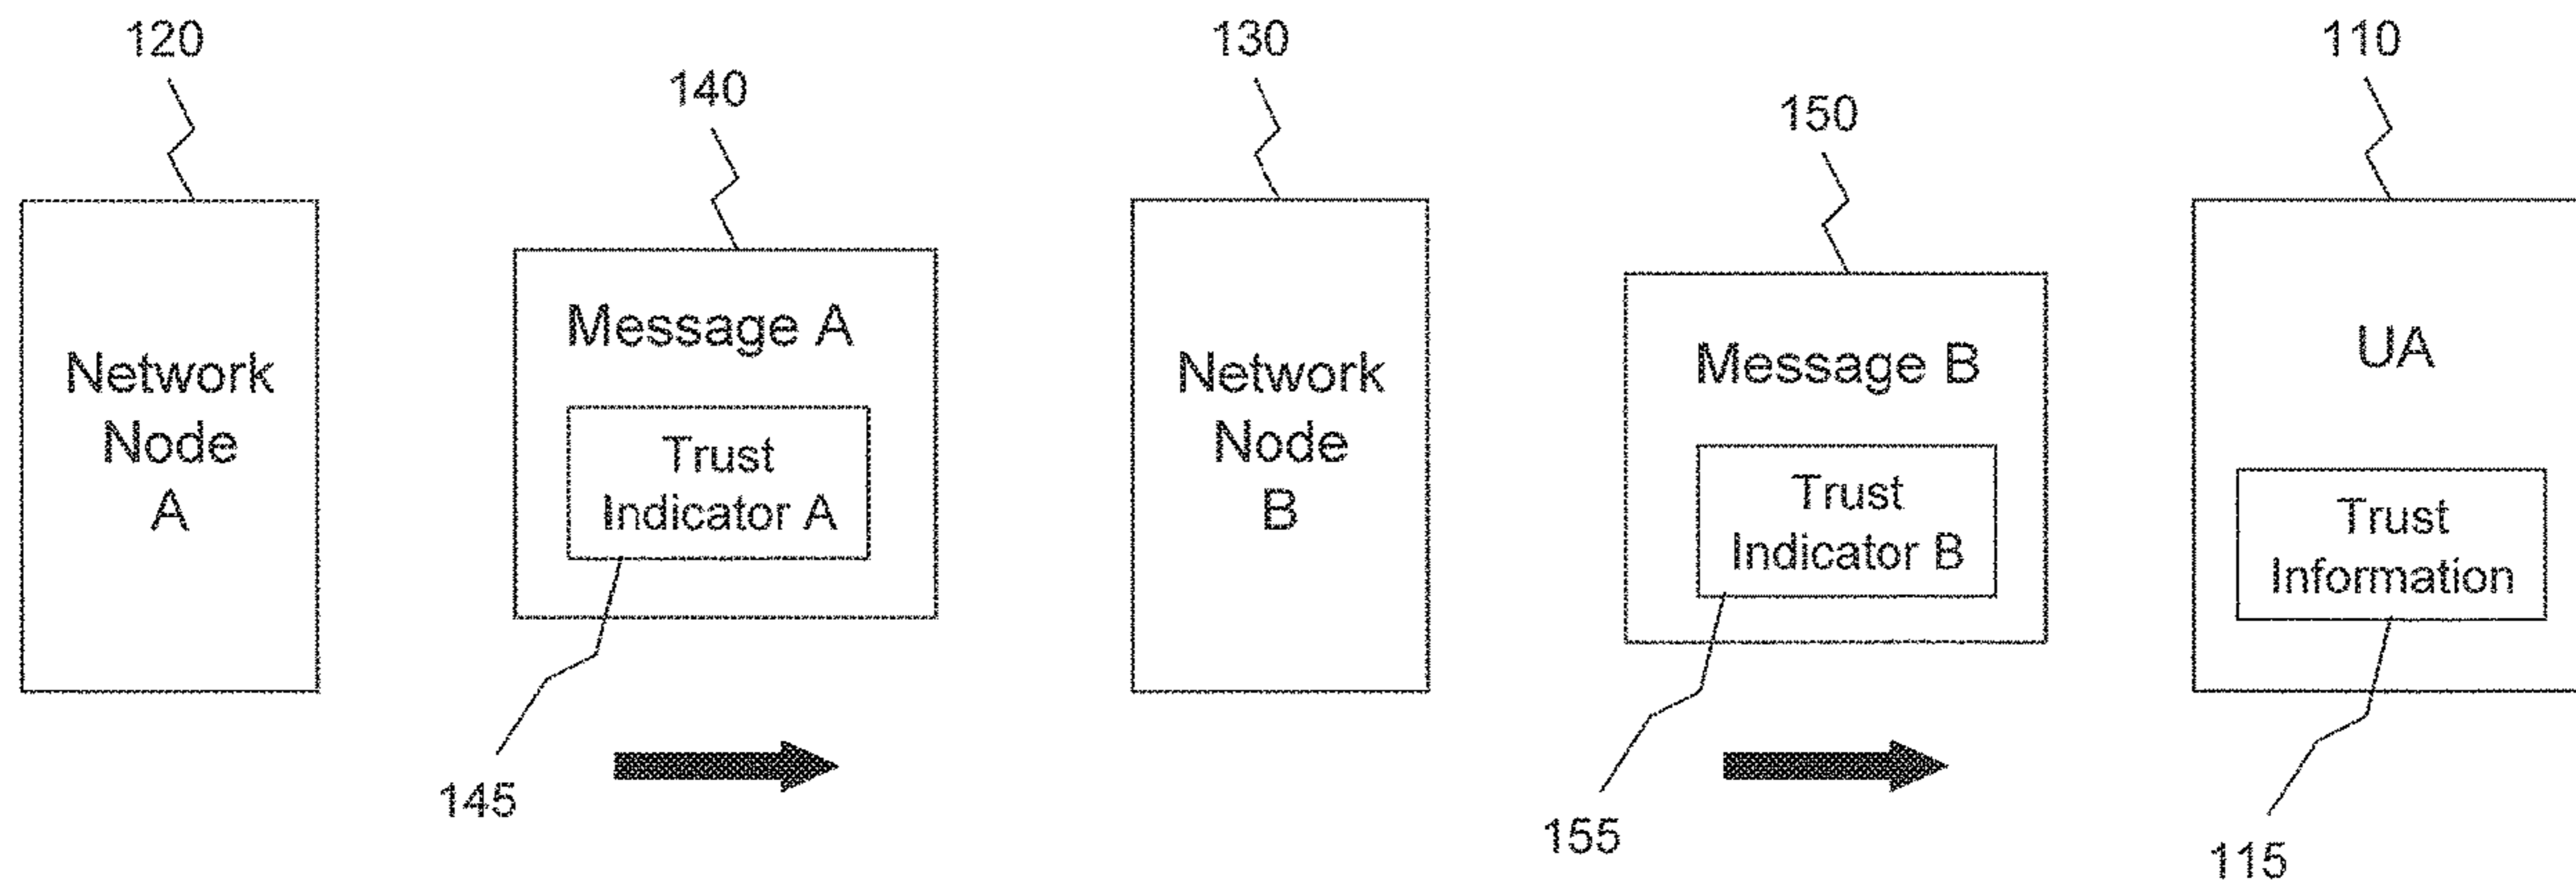 120
140
130
150
110
Network
Node
A
Message A
Trust
Indicator A
145
Network
Node
B
Message B
Trust
Indicator B
155
UA
Trust
Information
115